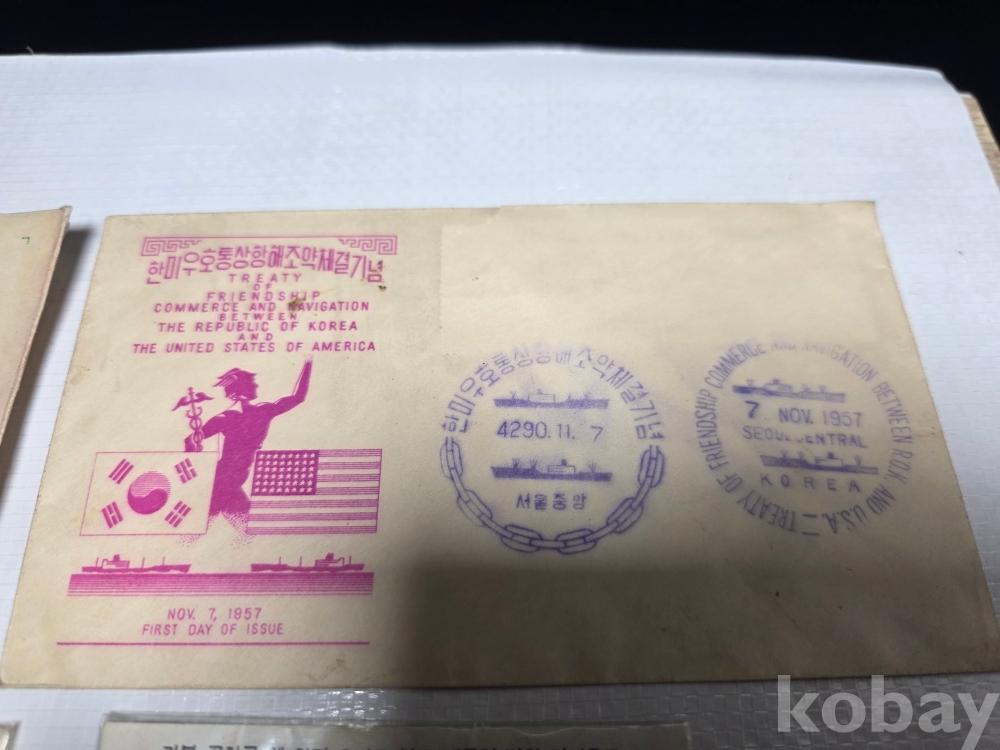 한미우호통상항해조약체결기념
TREATY
OF
FRIENDSHIP
COMMERCE AND NAVIGATION
BETWEEN
THE REPUBLIC OF KOREA
AND
THE UNITED STATES OF AMERICA
NOV. 7, 1957
FIRST DAY OF ISSUE
한미우호통상항해조약체결기념
4290.11. 7
서울중앙
TREATY OF FRIENDSHIP COMMERCE AND NAVIGATION BETWEEN R.O.K. AND U.S.A.
7 NOV. 1957
SEOUL CENTRAL
KOREA
kobay